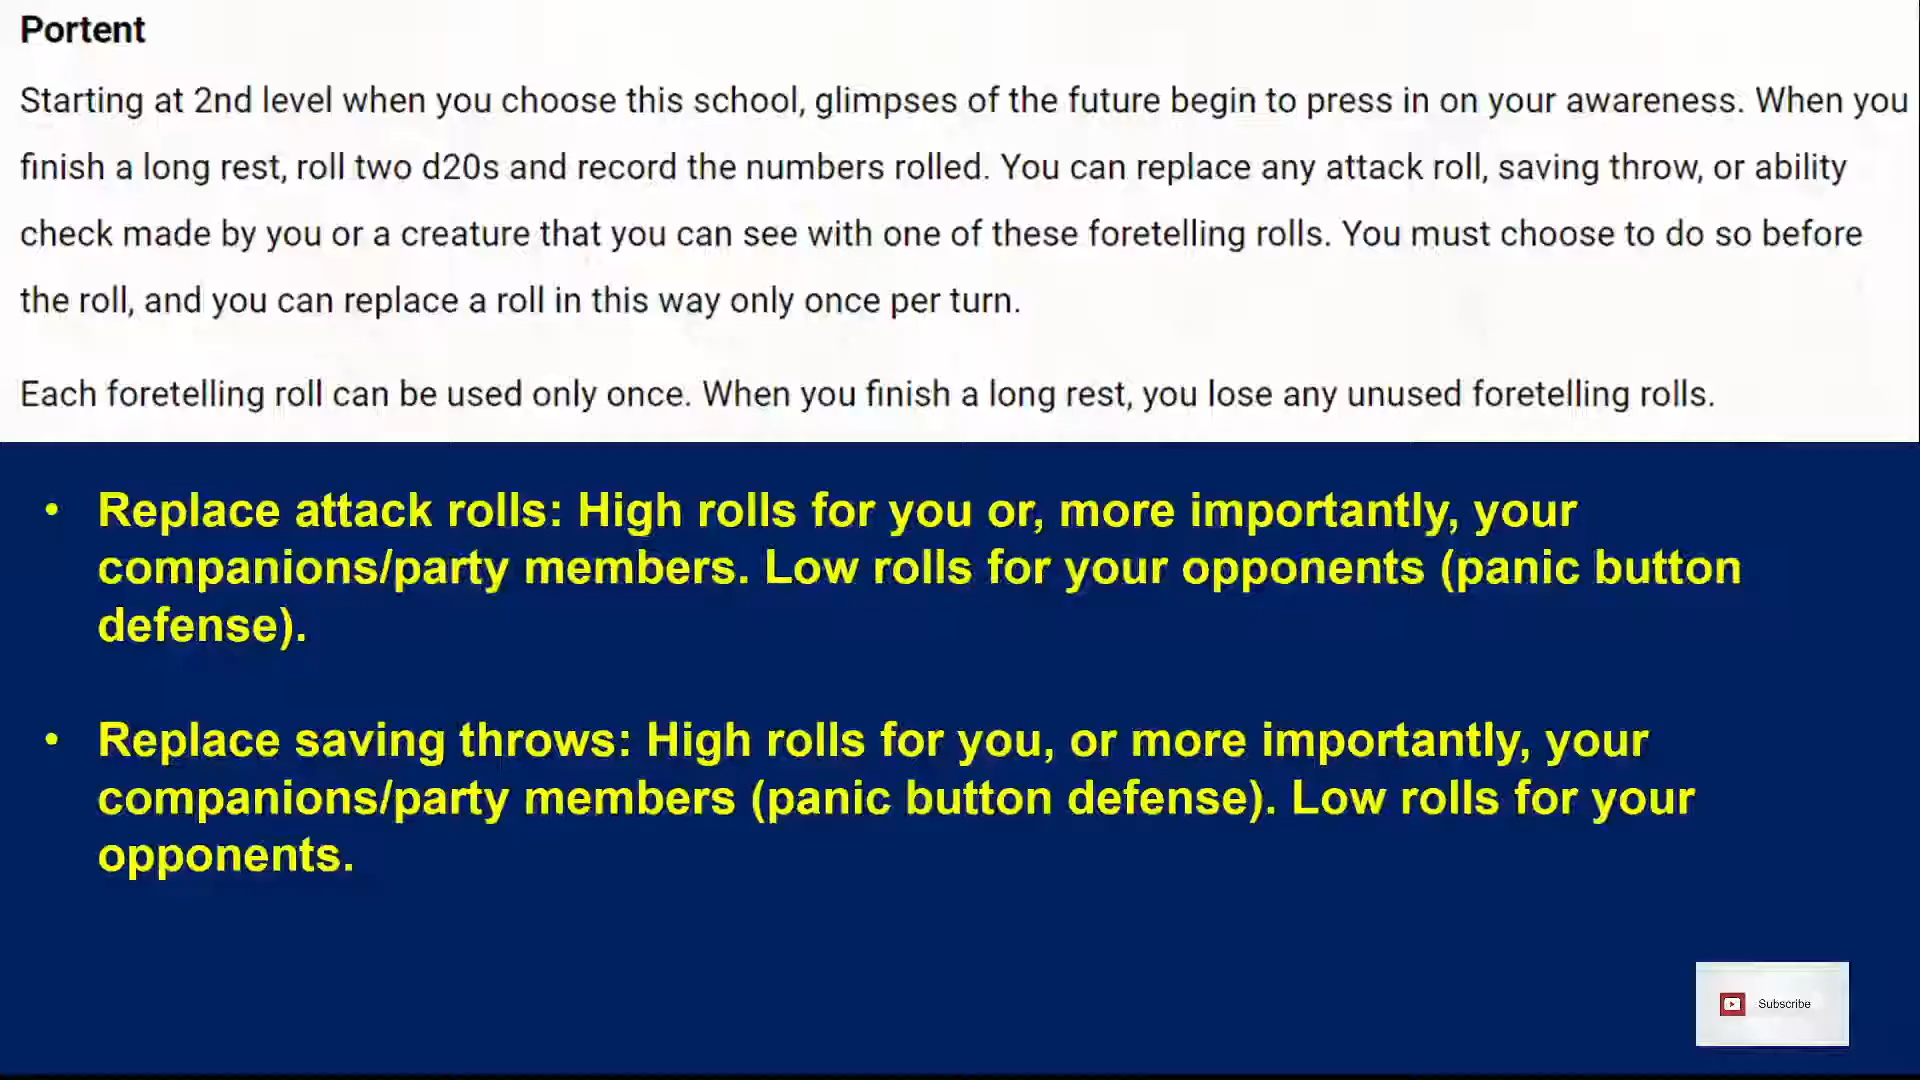 Portent
Starting at 2nd level when you choose this school, glimpses of the future begin to press in on your awareness. When you
finish a long rest, roll two d20s and record the numbers rolled. You can replace any attack roll, saving throw, or ability
check made by you or a creature that you can see with one of these foretelling rolls. You must choose to do so before
the roll, and you can replace a roll in this way only once per turn.
Each foretelling roll can be used only once. When you finish a long rest, you lose any unused foretelling rolls.
• Replace attack rolls: High rolls for you or, more importantly, your
companions/party members. Low rolls for your opponents (panic button
defense).
• Replace saving throws: High rolls for you, or more importantly, your
companions/party members (panic button defense). Low rolls for your
opponents.
Subscribe